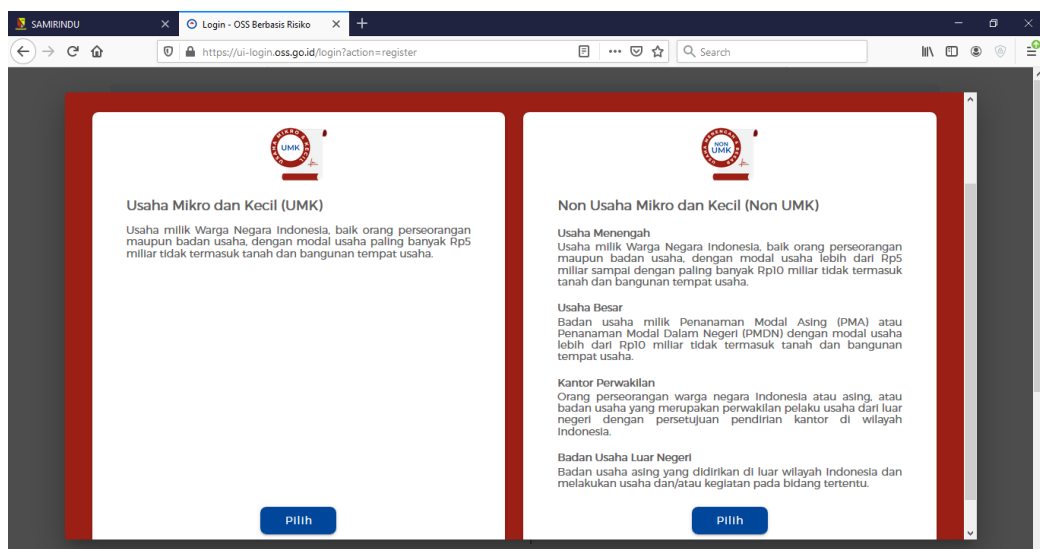 SAMIRINDU
Login - OSS Berbasis Risiko
https://ui-login.oss.go.id/login?action=register
Search
USAHA MIKRO & KECIL
UMK
Usaha Mikro dan Kecil (UMK)
Usaha milik Warga Negara Indonesia, baik orang perseorangan
maupun badan usaha, dengan modal usaha paling banyak Rp5
miliar tidak termasuk tanah dan bangunan tempat usaha.
Pilih
NON
UMK
Non Usaha Mikro dan Kecil (Non UMK)
Usaha Menengah
Usaha milik Warga Negara Indonesia, baik orang perseorangan
maupun badan usaha, dengan modal usaha lebih dari Rp5
miliar sampai dengan paling banyak Rp10 miliar tidak termasuk
tanah dan bangunan tempat usaha.
Usaha Besar
Badan usaha milik Penanaman Modal Asing (PMA) atau
Penanaman Modal Dalam Negeri (PMDN) dengan modal usaha
lebih dari Rp10 miliar tidak termasuk tanah dan bangunan
tempat usaha.
Kantor Perwakilan
Orang perseorangan warga negara Indonesia atau asing, atau
badan usaha yang merupakan perwakilan pelaku usaha dari luar
negeri dengan persetujuan pendirian kantor di wilayah
Indonesia.
Badan Usaha Luar Negeri
Badan usaha asing yang didirikan di luar wilayah Indonesia dan
melakukan usaha dan/atau kegiatan pada bidang tertentu.
Pilih